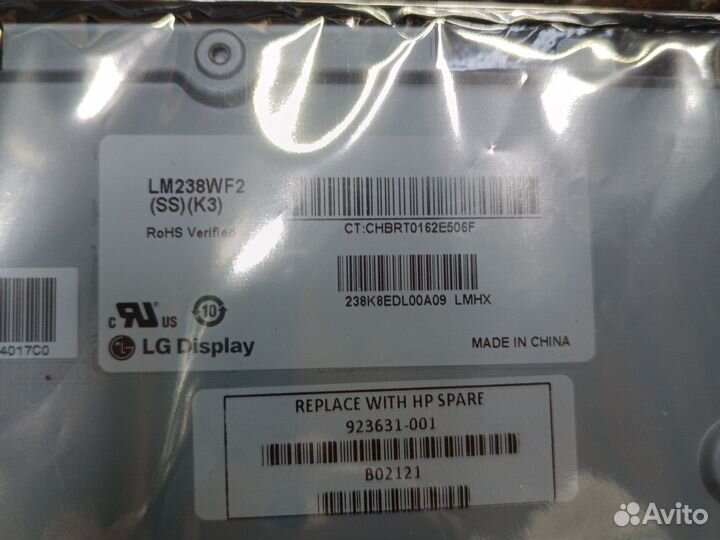 LM238WF2
(SS)(K3)
RoHS Verified
CT:CHBRT0162E506F
238K8EDL00A09 LMHX
c RU US
10
LG Display
MADE IN CHINA
4017C0
REPLACE WITH HP SPARE
923631-001
B02121
Avito